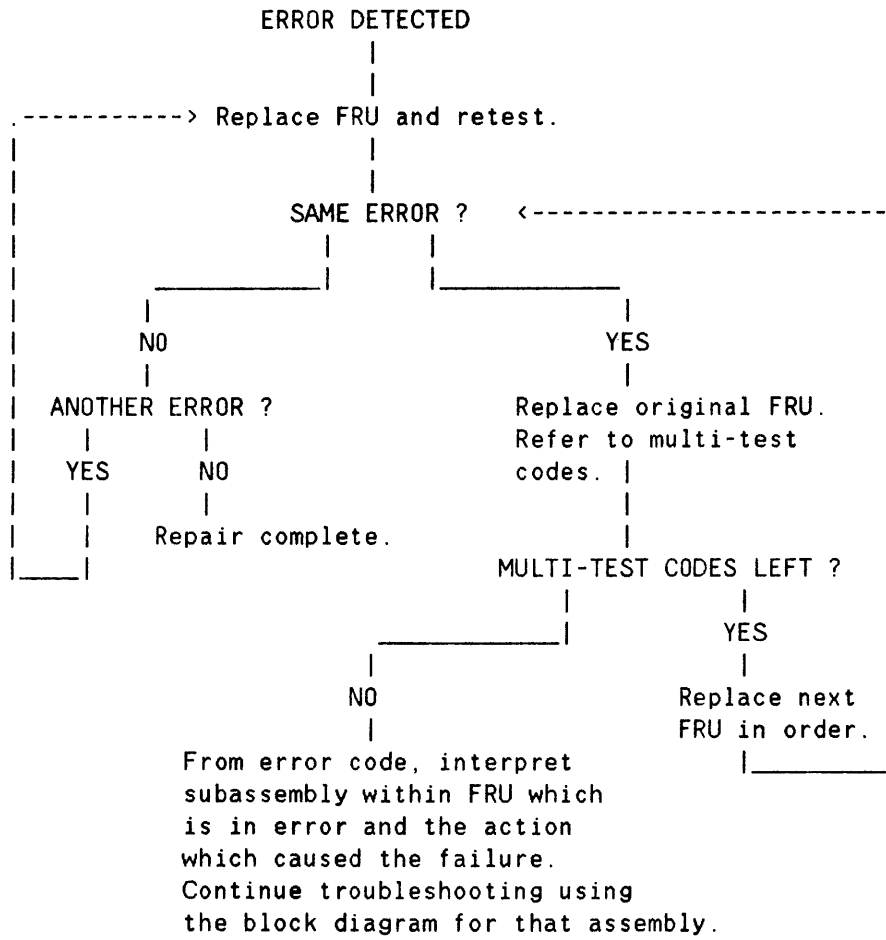 ERROR DETECTED
Replace FRU and retest.
SAME ERROR ?
NO
YES
ANOTHER ERROR ?
Replace original FRU.
Refer to multi-test
codes.
YES
NO
Repair complete.
MULTI-TEST CODES LEFT ?
YES
NO
Replace next
FRU in order.
From error code, interpret
subassembly within FRU which
is in error and the action
which caused the failure.
Continue troubleshooting using
the block diagram for that assembly.